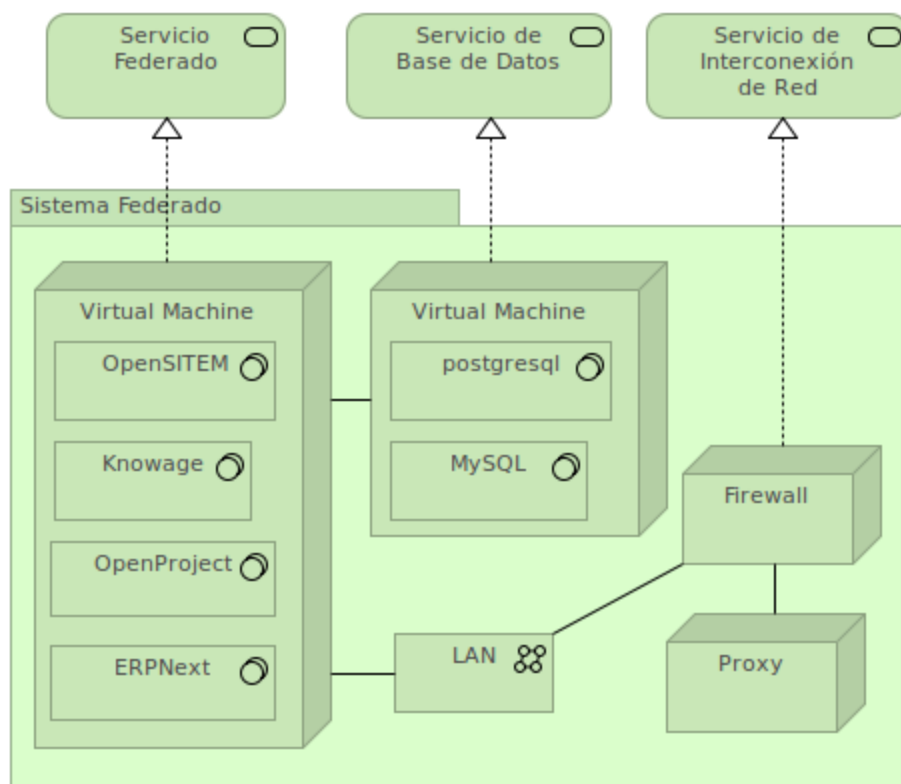 Servicio
Federado
Servicio de
Base de Datos
Servicio de
Interconexión
de Red
Sistema Federado
Virtual Machine
OpenSITEM
Knowage
OpenProject
ERPNext
Virtual Machine
postgresql
MySQL
Firewall
LAN
Proxy